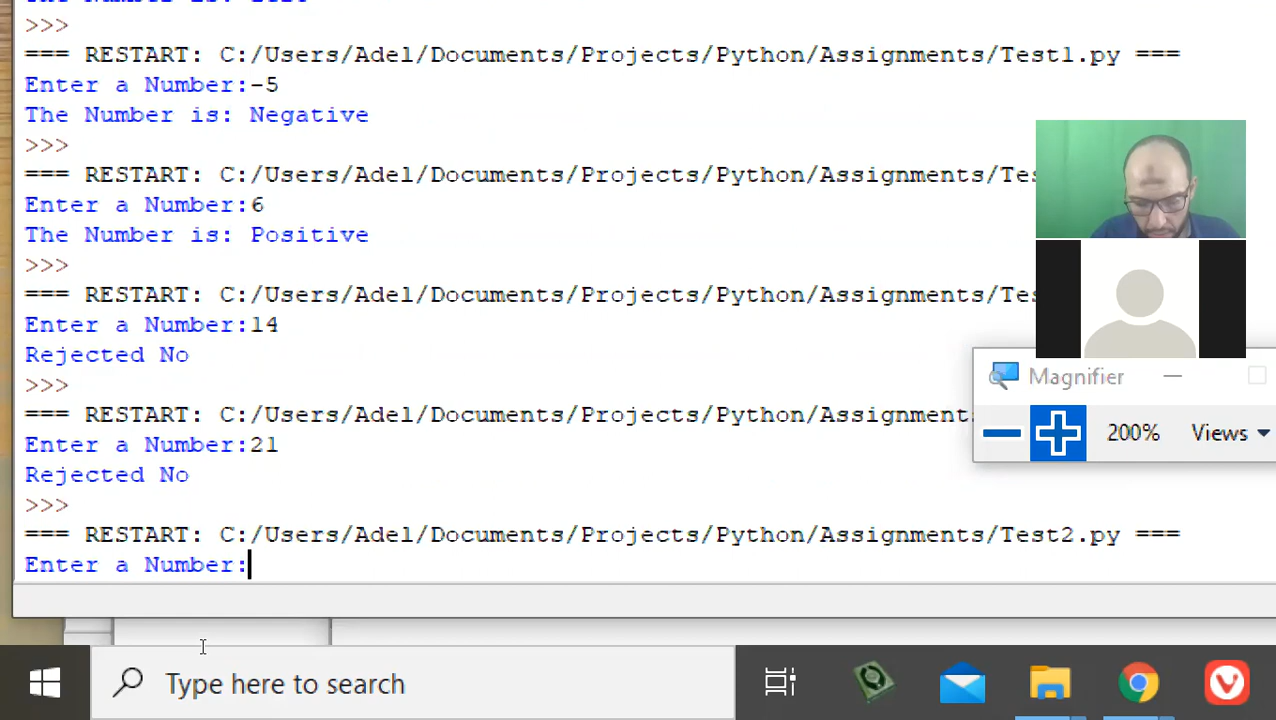 >>>
=== RESTART: C:/Users/Adel/Documents/Projects/Python/Assignments/Test1.py ===
Enter a Number:-5
The Number is: Negative
>>>
=== RESTART: C:/Users/Adel/Documents/Projects/Python/Assignments/Te
Enter a Number:6
The Number is: Positive
>>>
=== RESTART: C:/Users/Adel/Documents/Projects/Python/Assignments/Te
Enter a Number:14
Rejected No
>>>
=== RESTART: C:/Users/Adel/Documents/Projects/Python/Assignments
Enter a Number:21
Rejected No
>>>
=== RESTART: C:/Users/Adel/Documents/Projects/Python/Assignments/Test2.py ===
Enter a Number:
Magnifier
200% Views
Type here to search